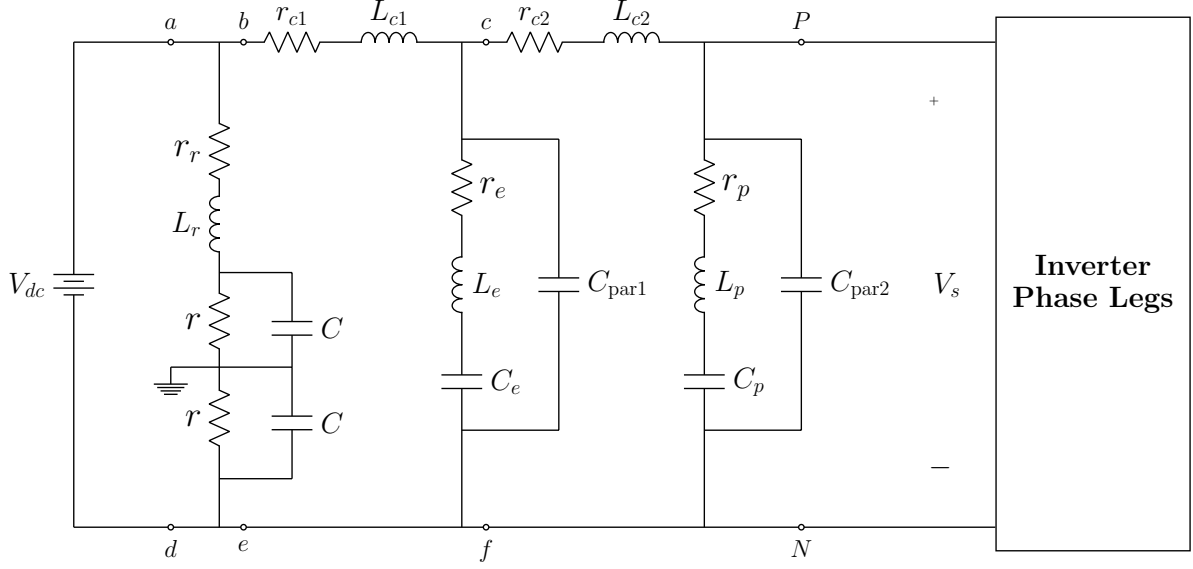 a b r_{c1} L_{c1} c r_{c2} L_{c2} P
r_r
L_r
V_{dc}
r C
r C
r_e
L_e C_{par1}
C_e
r_p
L_p C_{par2}
C_p
+
V_s
−
Inverter
Phase Legs
d e f N